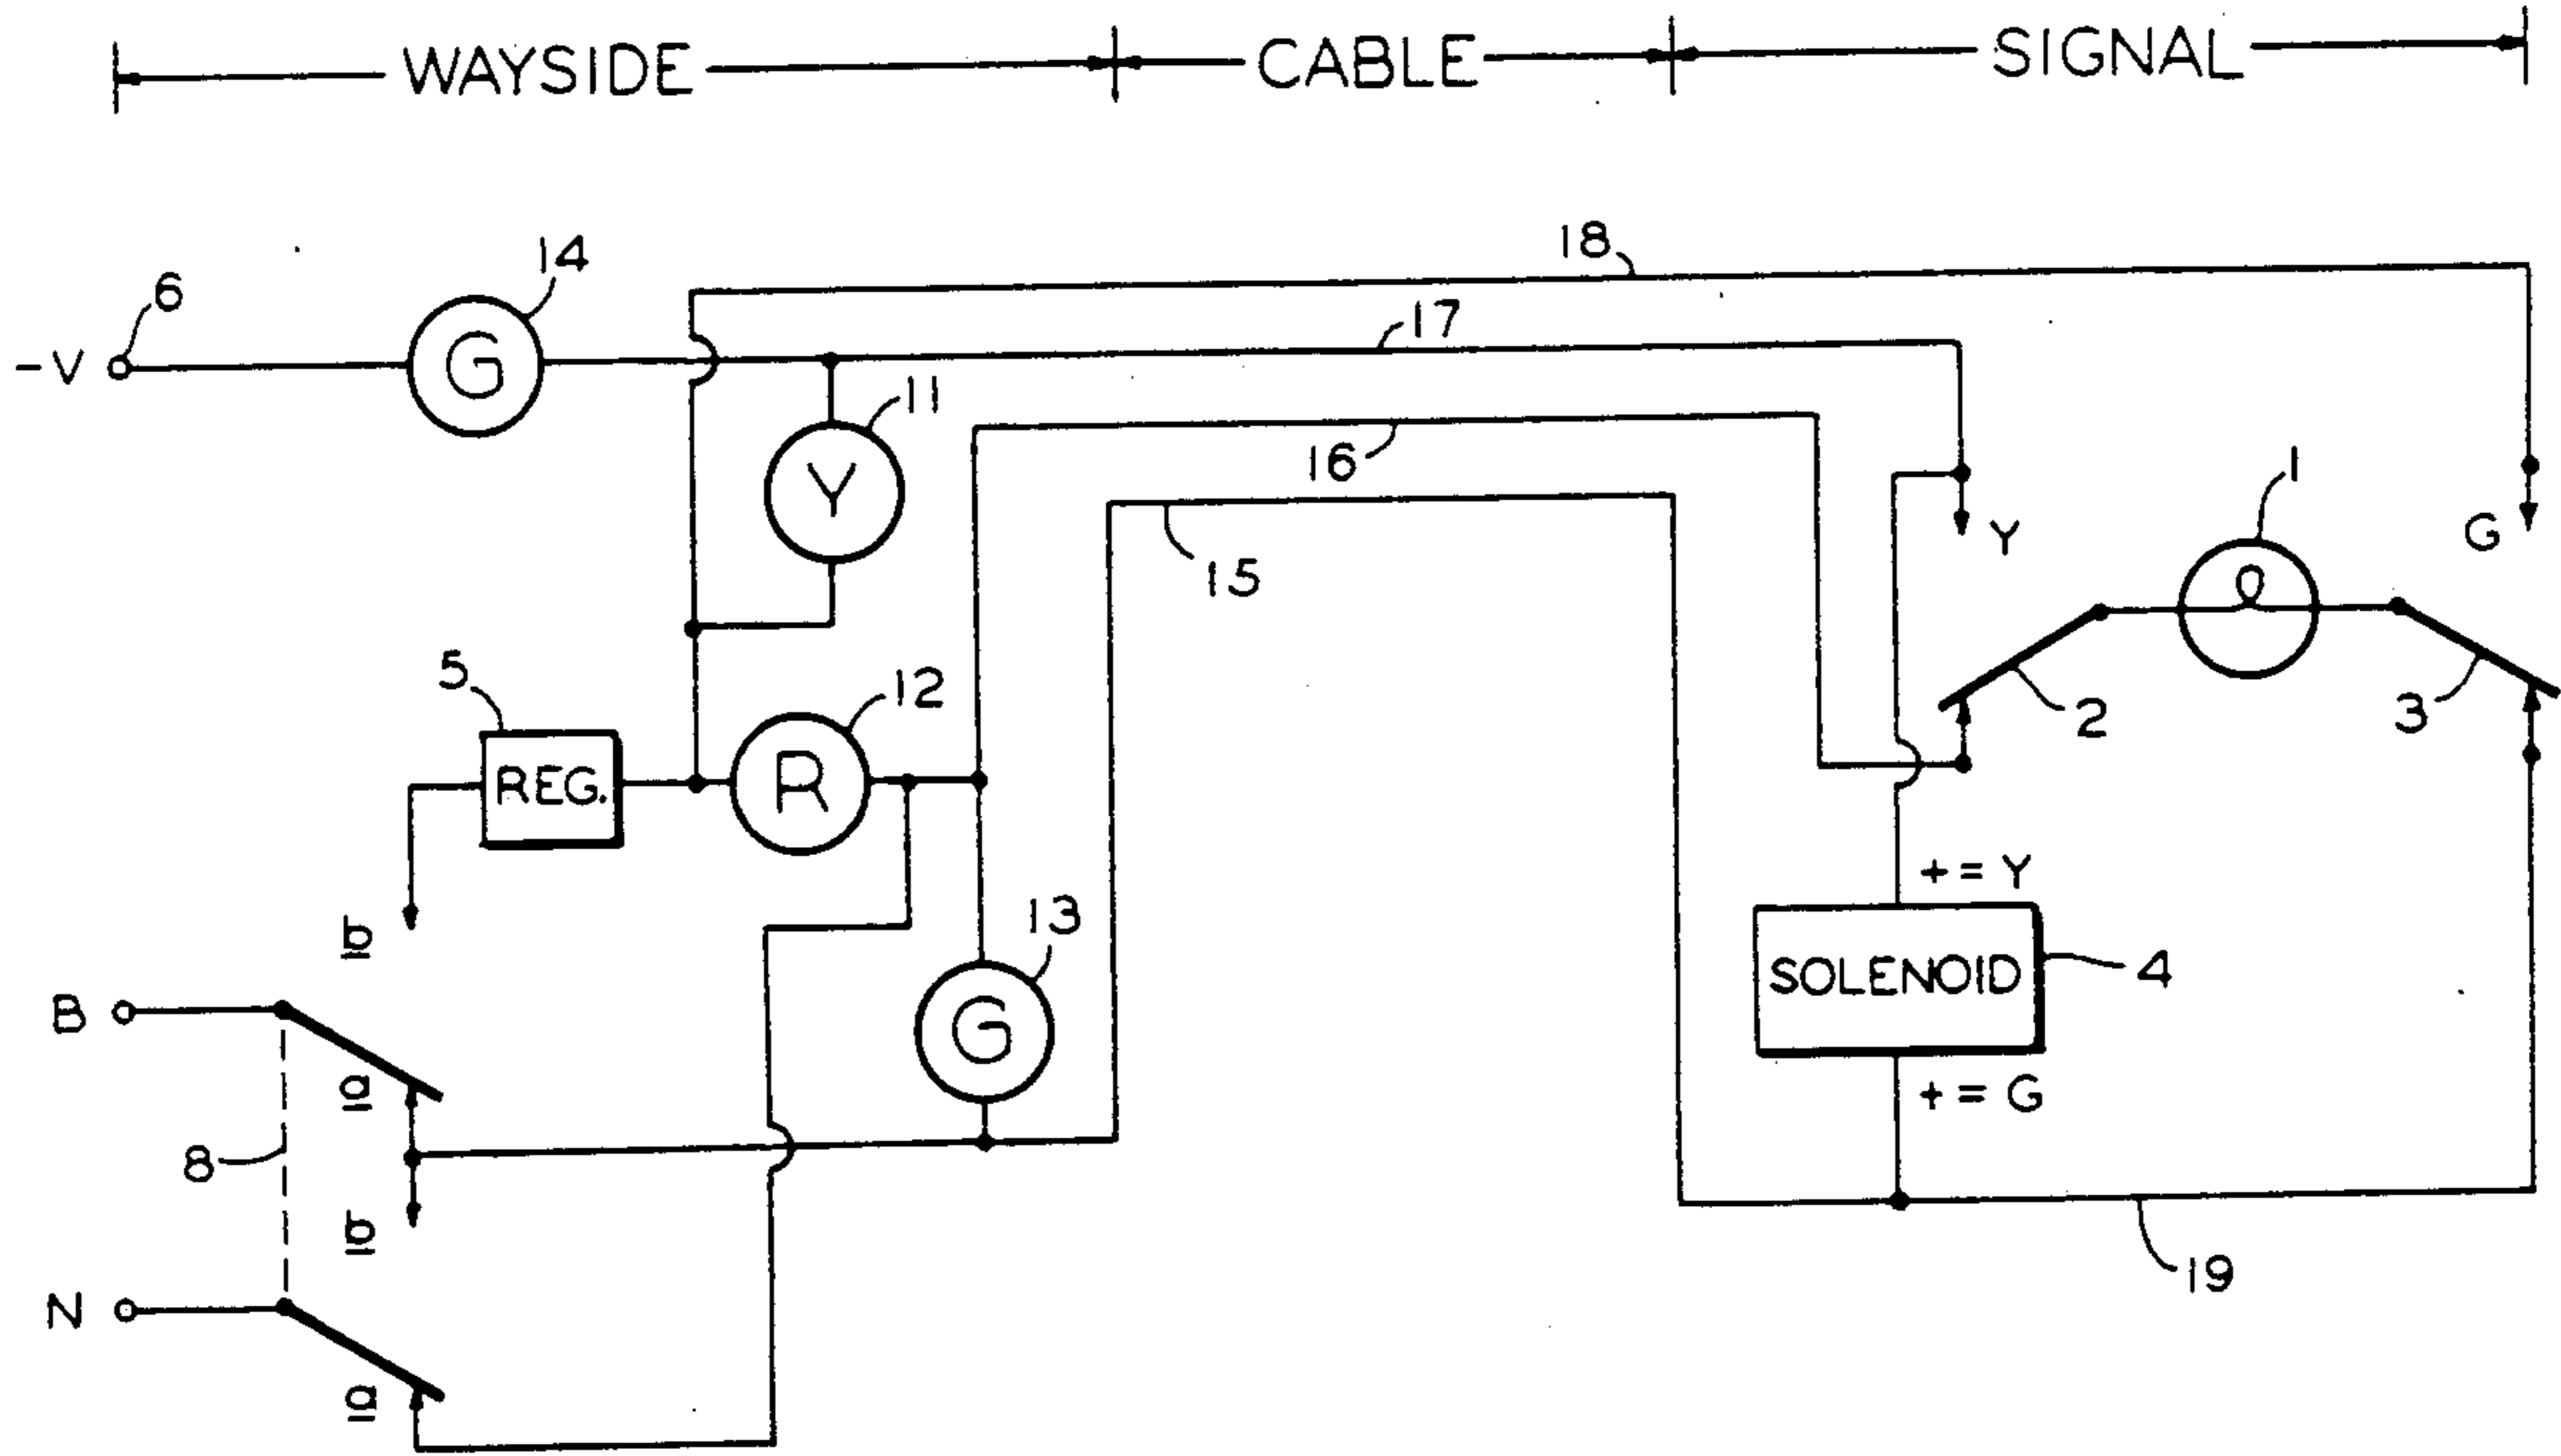 WAYSIDE CABLE SIGNAL
18
14
6
17
-V G
11
16
1
Y
15
Y
G
5
12
2
3
REG. R
+ = Y
13
b
SOLENOID 4
B
G
a
+ = G
8
b
19
N
a